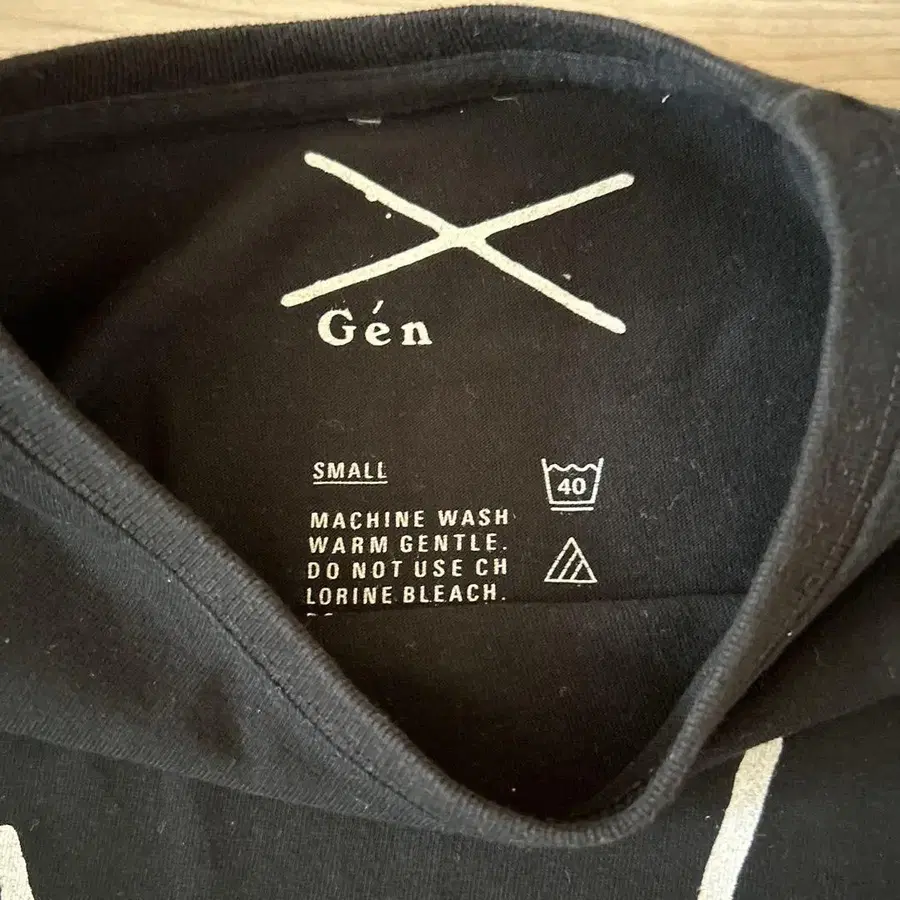 Gén
SMALL
40
MACHINE WASH
WARM GENTLE.
DO NOT USE CH
LORINE BLEACH.